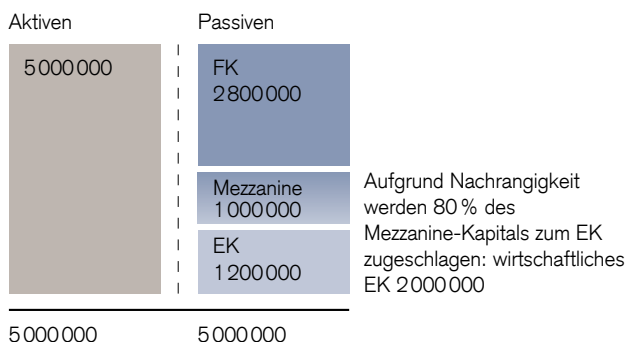 Aktiven
Passiven
5000000
FK
2800000
Mezzanine
1000000
EK
1200000
Aufgrund Nachrangigkeit
werden 80 % des
Mezzanine-Kapitals zum EK
zugeschlagen: wirtschaftliches
EK 2000000
5000000
5000000